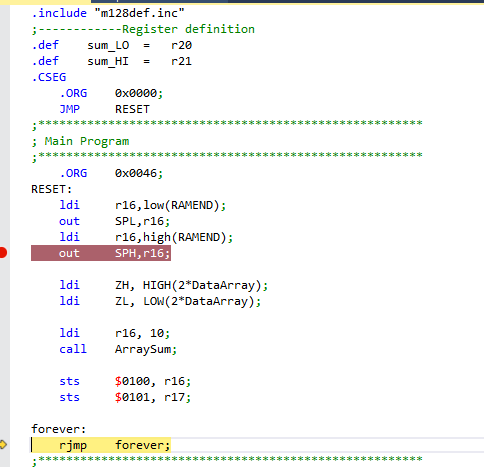 .include "m128def.inc"
;------------Register definition
.def sum_LO = r20
.def sum_HI = r21
.CSEG
.ORG 0x0000;
JMP RESET
;*******************************************************
; Main Program
;*******************************************************
.ORG 0x0046;
RESET:
ldi r16,low(RAMEND);
out SPL,r16;
ldi r16,high(RAMEND);
out SPH,r16;
ldi ZH, HIGH(2*DataArray);
ldi ZL, LOW(2*DataArray);
ldi r16, 10;
call ArraySum;
sts $0100, r16;
sts $0101, r17;
forever:
rjmp forever;
;*******************************************************